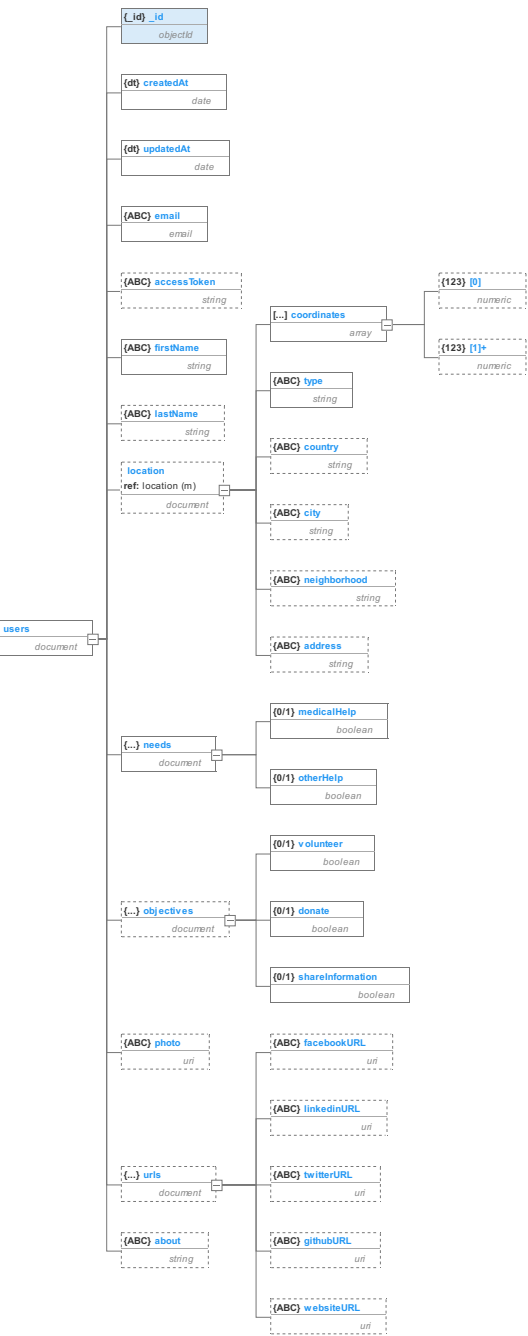 {_id} _id
objectId
{dt} createdAt
date
{dt} updatedAt
date
{ABC} email
email
{ABC} accessToken
string
{ABC} firstName
string
{ABC} lastName
string
location
ref: location (m)
document
[...] coordinates
array
{123} [0]
numeric
{123} [1]+
numeric
{ABC} type
string
{ABC} country
string
{ABC} city
string
{ABC} neighborhood
string
{ABC} address
string
users
document
{...} needs
document
{0/1} medicalHelp
boolean
{0/1} otherHelp
boolean
{...} objectives
document
{0/1} volunteer
boolean
{0/1} donate
boolean
{0/1} shareInformation
boolean
{ABC} photo
uri
{...} urls
document
{ABC} facebookURL
uri
{ABC} linkedinURL
uri
{ABC} twitterURL
uri
{ABC} githubURL
uri
{ABC} websiteURL
uri
{ABC} about
string